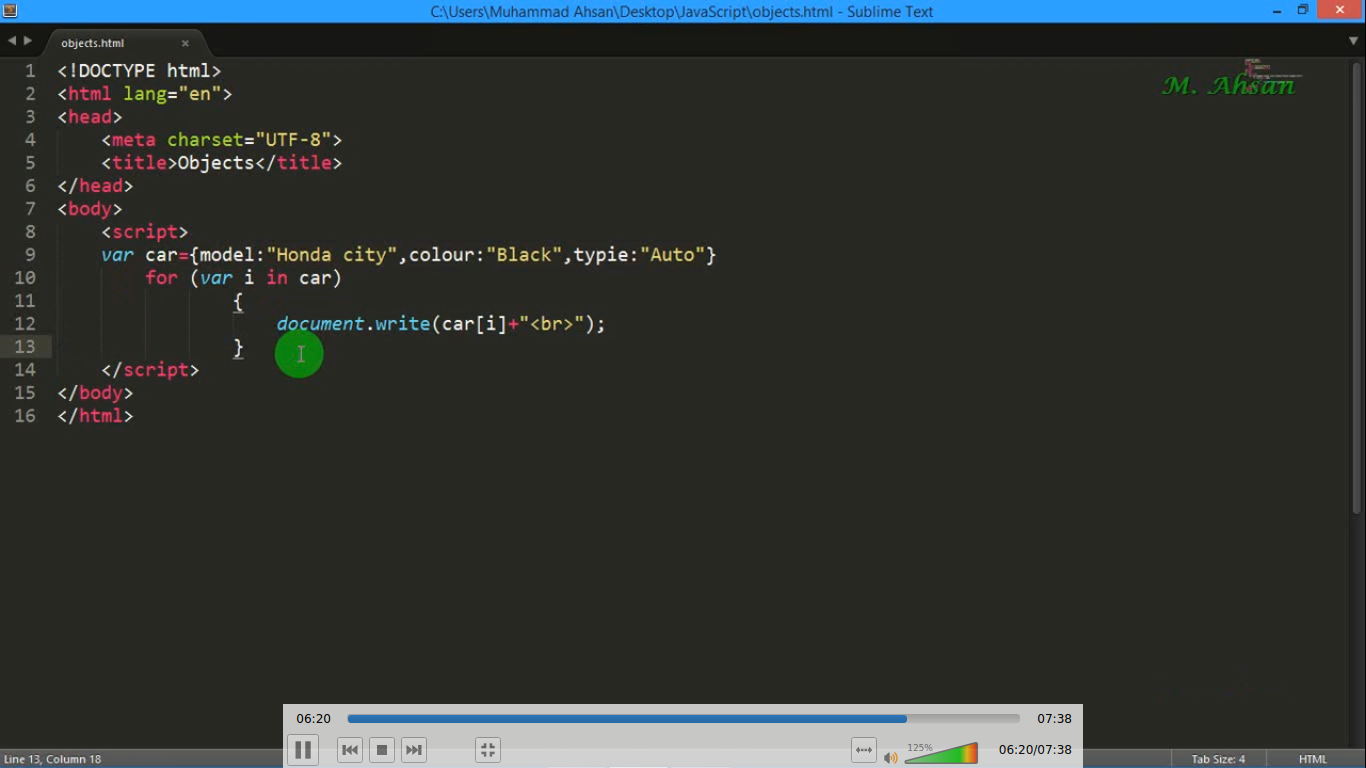 C:\Users\Muhammad Ahsan\Desktop\JavaScript\objects.html - Sublime Text
objects.html
M. Ahsan
1 <!DOCTYPE html>
2 <html lang="en">
3 <head>
4 <meta charset="UTF-8">
5 <title>Objects</title>
6 </head>
7 <body>
8 <script>
9 var car={model:"Honda city",colour:"Black",typie:"Auto"}
10 for (var i in car)
11 {
12 document.write(car[i]+"<br>");
13 }
14 </script>
15 </body>
16 </html>
06:20 07:38
125% 06:20/07:38
Line 13, Column 18 Tab Size: 4 HTML